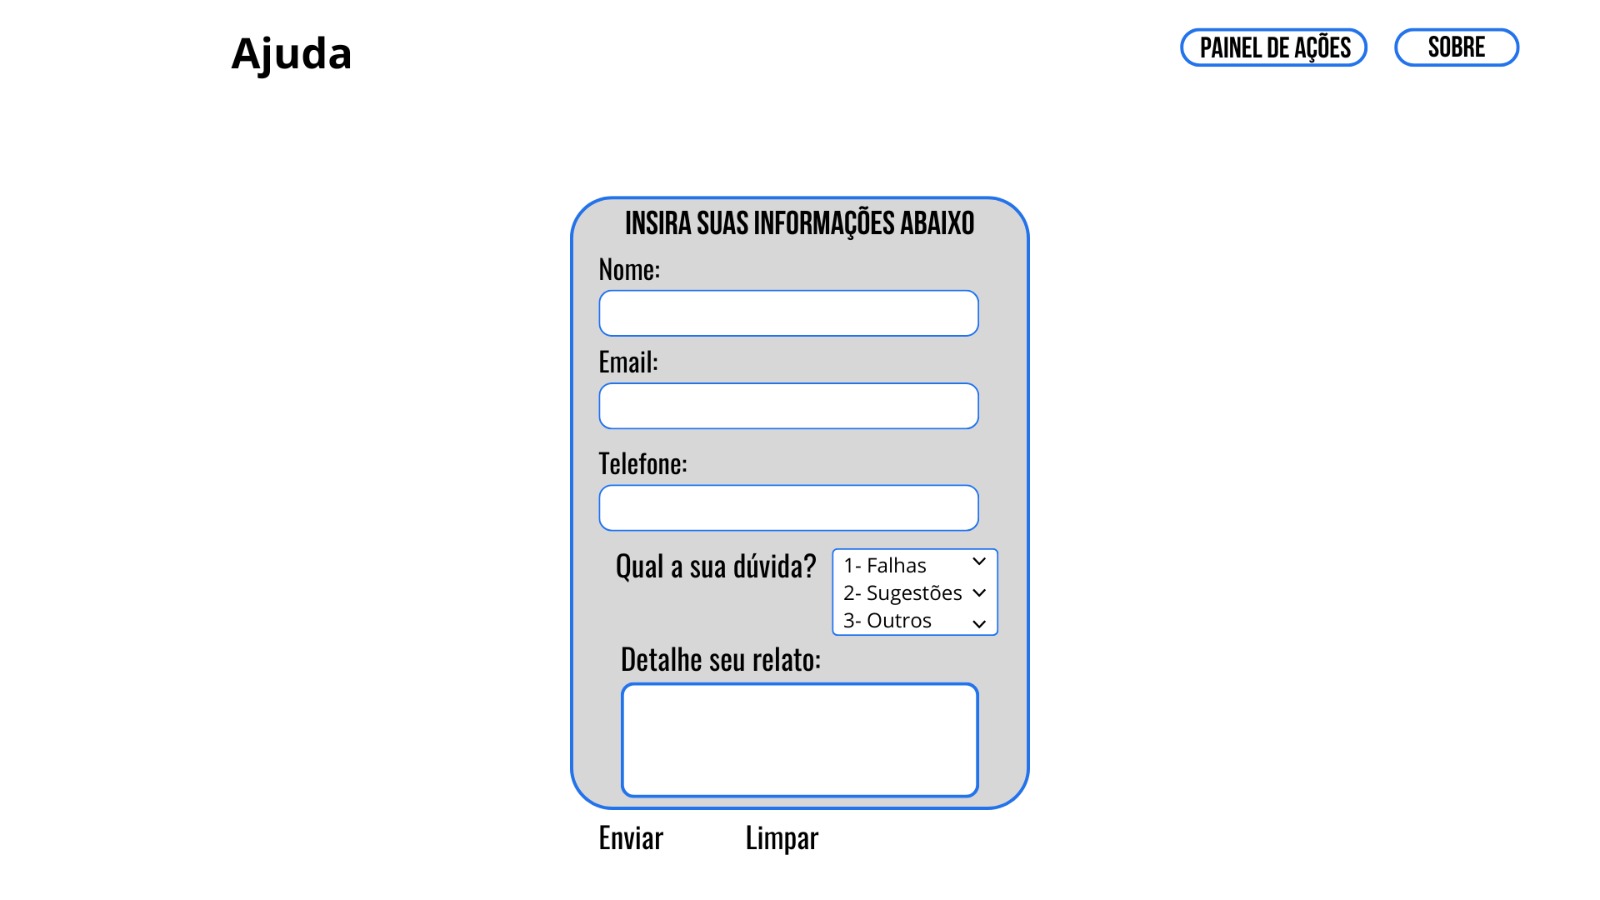 Ajuda
PAINEL DE AÇÕES
SOBRE
INSIRA SUAS INFORMAÇÕES ABAIXO
Nome:
Email:
Telefone:
Qual a sua dúvida?
1- Falhas
2- Sugestões
3- Outros
Detalhe seu relato:
Enviar
Limpar